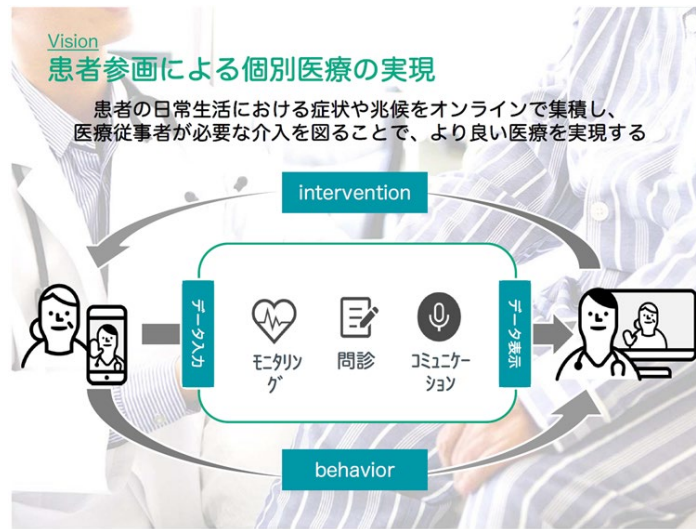 Vision
患者参画による個別医療の実現
患者の日常生活における症状や兆候をオンラインで集積し、
医療従事者が必要な介入を図ることで、より良い医療を実現する
intervention
データ入力
モニタリン
グ
問診
コミュニケー
ション
データ表示
behavior